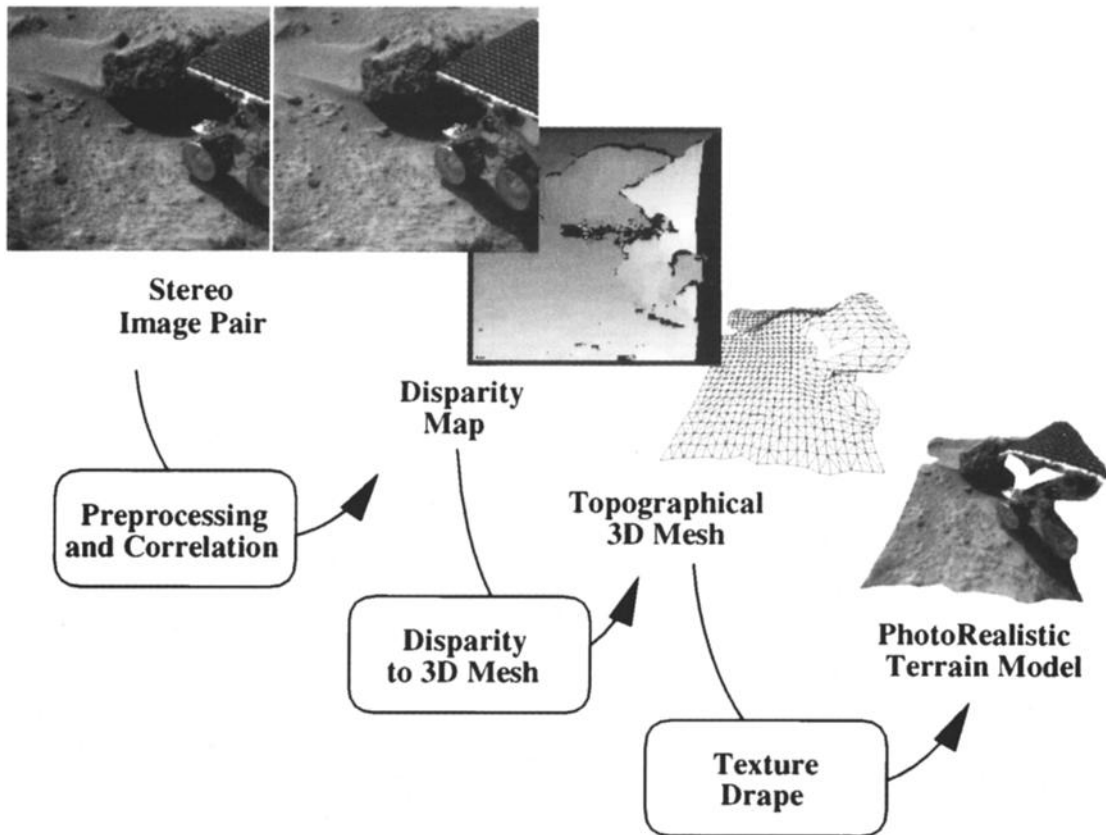 Stereo
Image Pair
Preprocessing
and Correlation
Disparity
Map
Disparity
to 3D Mesh
Topographical
3D Mesh
Texture
Drape
PhotoRealistic
Terrain Model